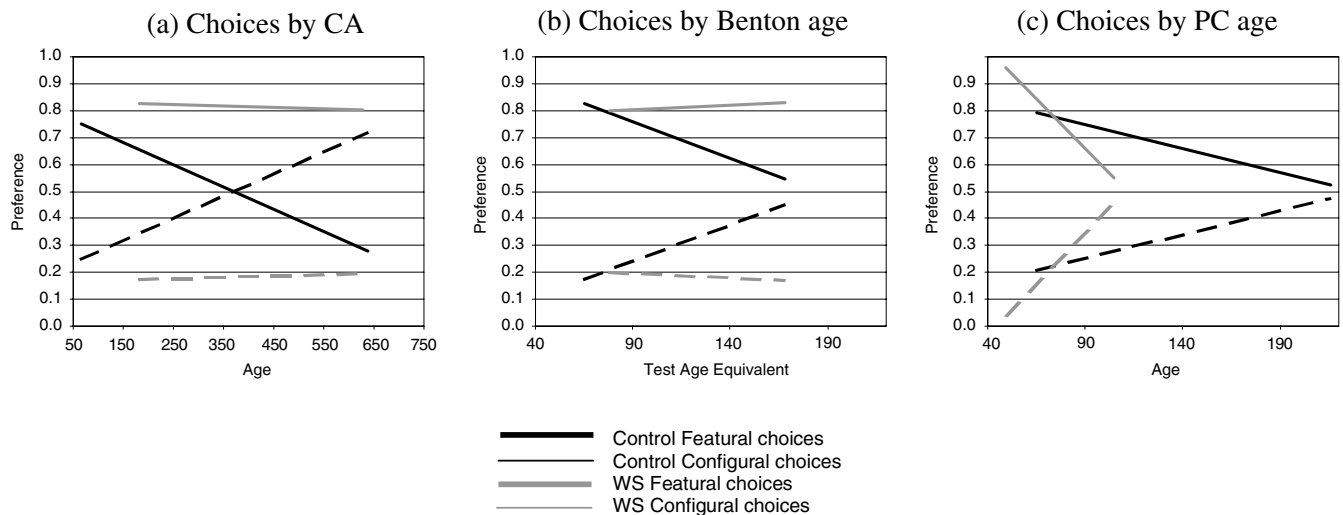 (a) Choices by CA
1.0
0.9
0.8
0.7
0.6
0.5
0.4
0.3
0.2
0.1
0.0
Preference
50 150 250 350 450 550 650 750
Age
(b) Choices by Benton age
1.0
0.9
0.8
0.7
0.6
0.5
0.4
0.3
0.2
0.1
0.0
Preference
40 90 140 190
Test Age Equivalent
(c) Choices by PC age
0.9
0.8
0.7
0.6
0.5
0.4
0.3
0.2
0.1
0.0
Preference
40 90 140 190
Age
Control Featural choices
Control Configural choices
WS Featural choices
WS Configural choices